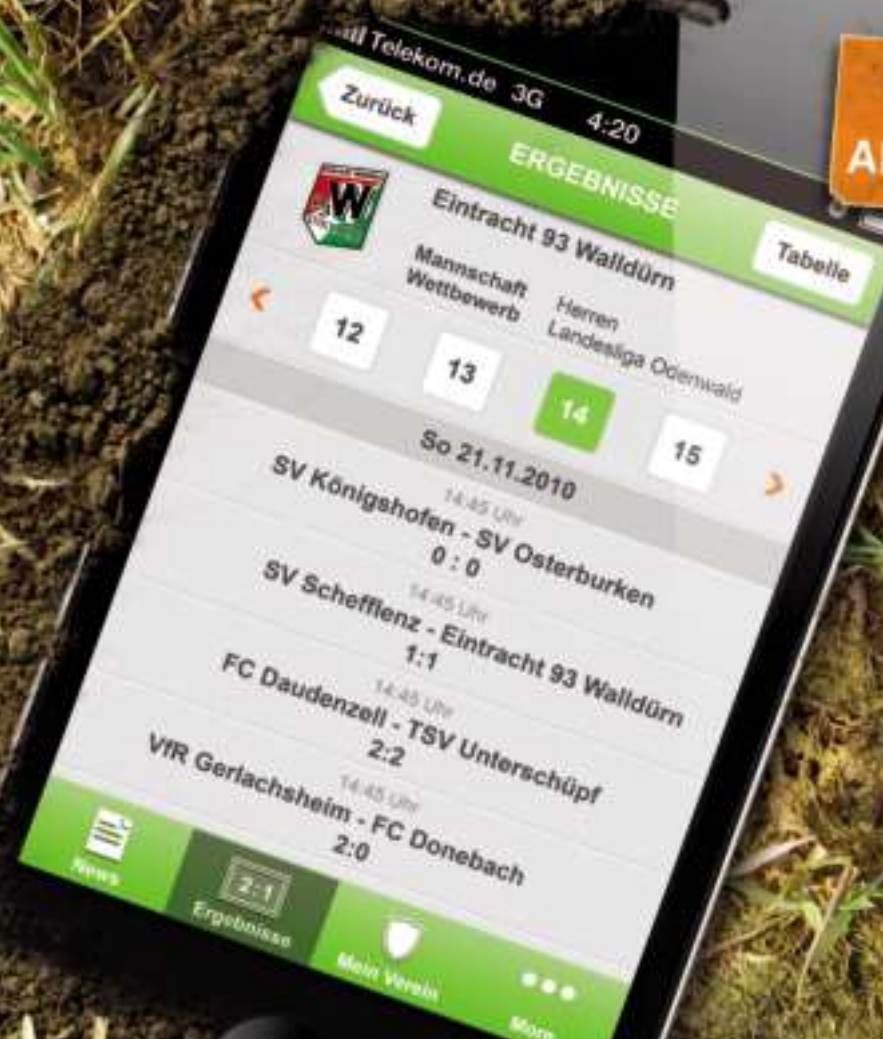 Telekom.de 3G 4:20
Zurück
ERGEBNISSE
Tabelle
W
Eintracht 93 Walldürn
Mannschaft Herren
Wettbewerb Landesliga Odenwald
12 13 14 15
So 21.11.2010
14:45 Uhr
SV Königshofen - SV Osterburken
0 : 0
14:45 Uhr
SV Schefflenz - Eintracht 93 Walldürn
1:1
14:45 Uhr
FC Daudenzell - TSV Unterschüpf
2:2
14:45 Uhr
VfR Gerlachsheim - FC Donebach
2:0
News
2:1
Ergebnisse
Mein Verein
More